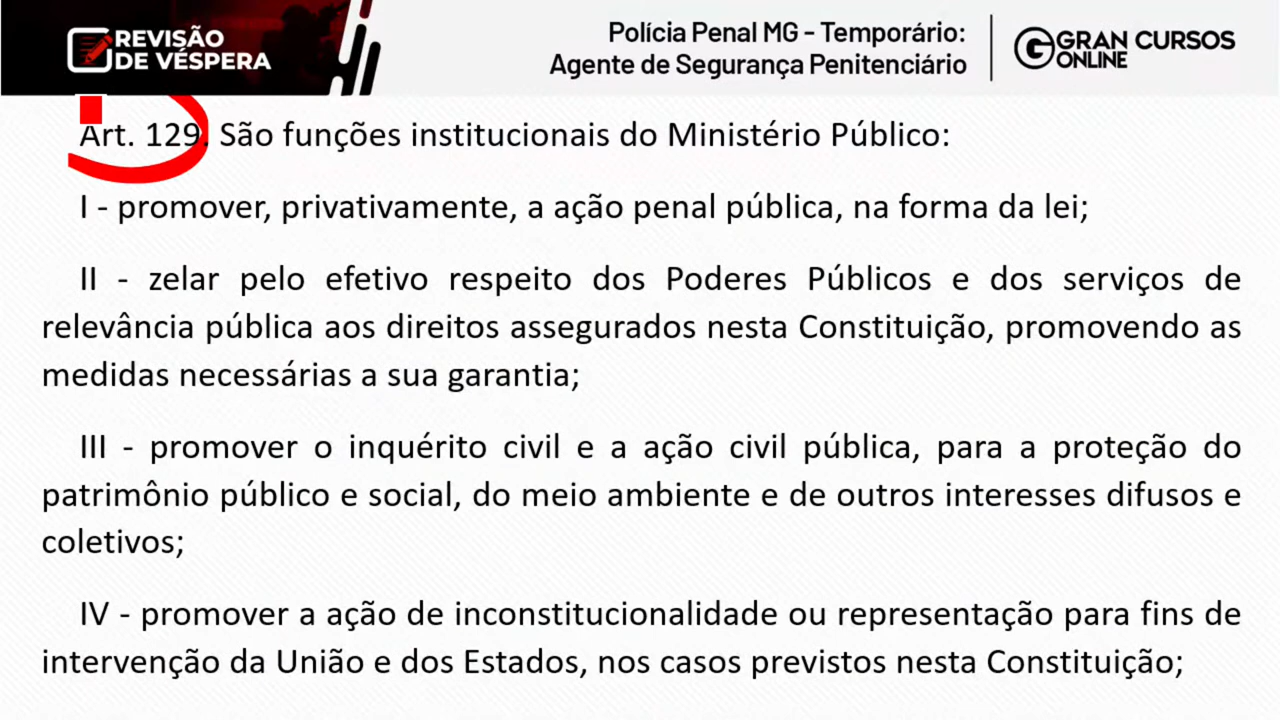 REVISÃO
DE VÉSPERA
Polícia Penal MG - Temporário:
Agente de Segurança Penitenciário
GRAN CURSOS
ONLINE
Art. 129. São funções institucionais do Ministério Público:
I - promover, privativamente, a ação penal pública, na forma da lei;
II - zelar pelo efetivo respeito dos Poderes Públicos e dos serviços de
relevância pública aos direitos assegurados nesta Constituição, promovendo as
medidas necessárias a sua garantia;
III - promover o inquérito civil e a ação civil pública, para a proteção do
patrimônio público e social, do meio ambiente e de outros interesses difusos e
coletivos;
IV - promover a ação de inconstitucionalidade ou representação para fins de
intervenção da União e dos Estados, nos casos previstos nesta Constituição;